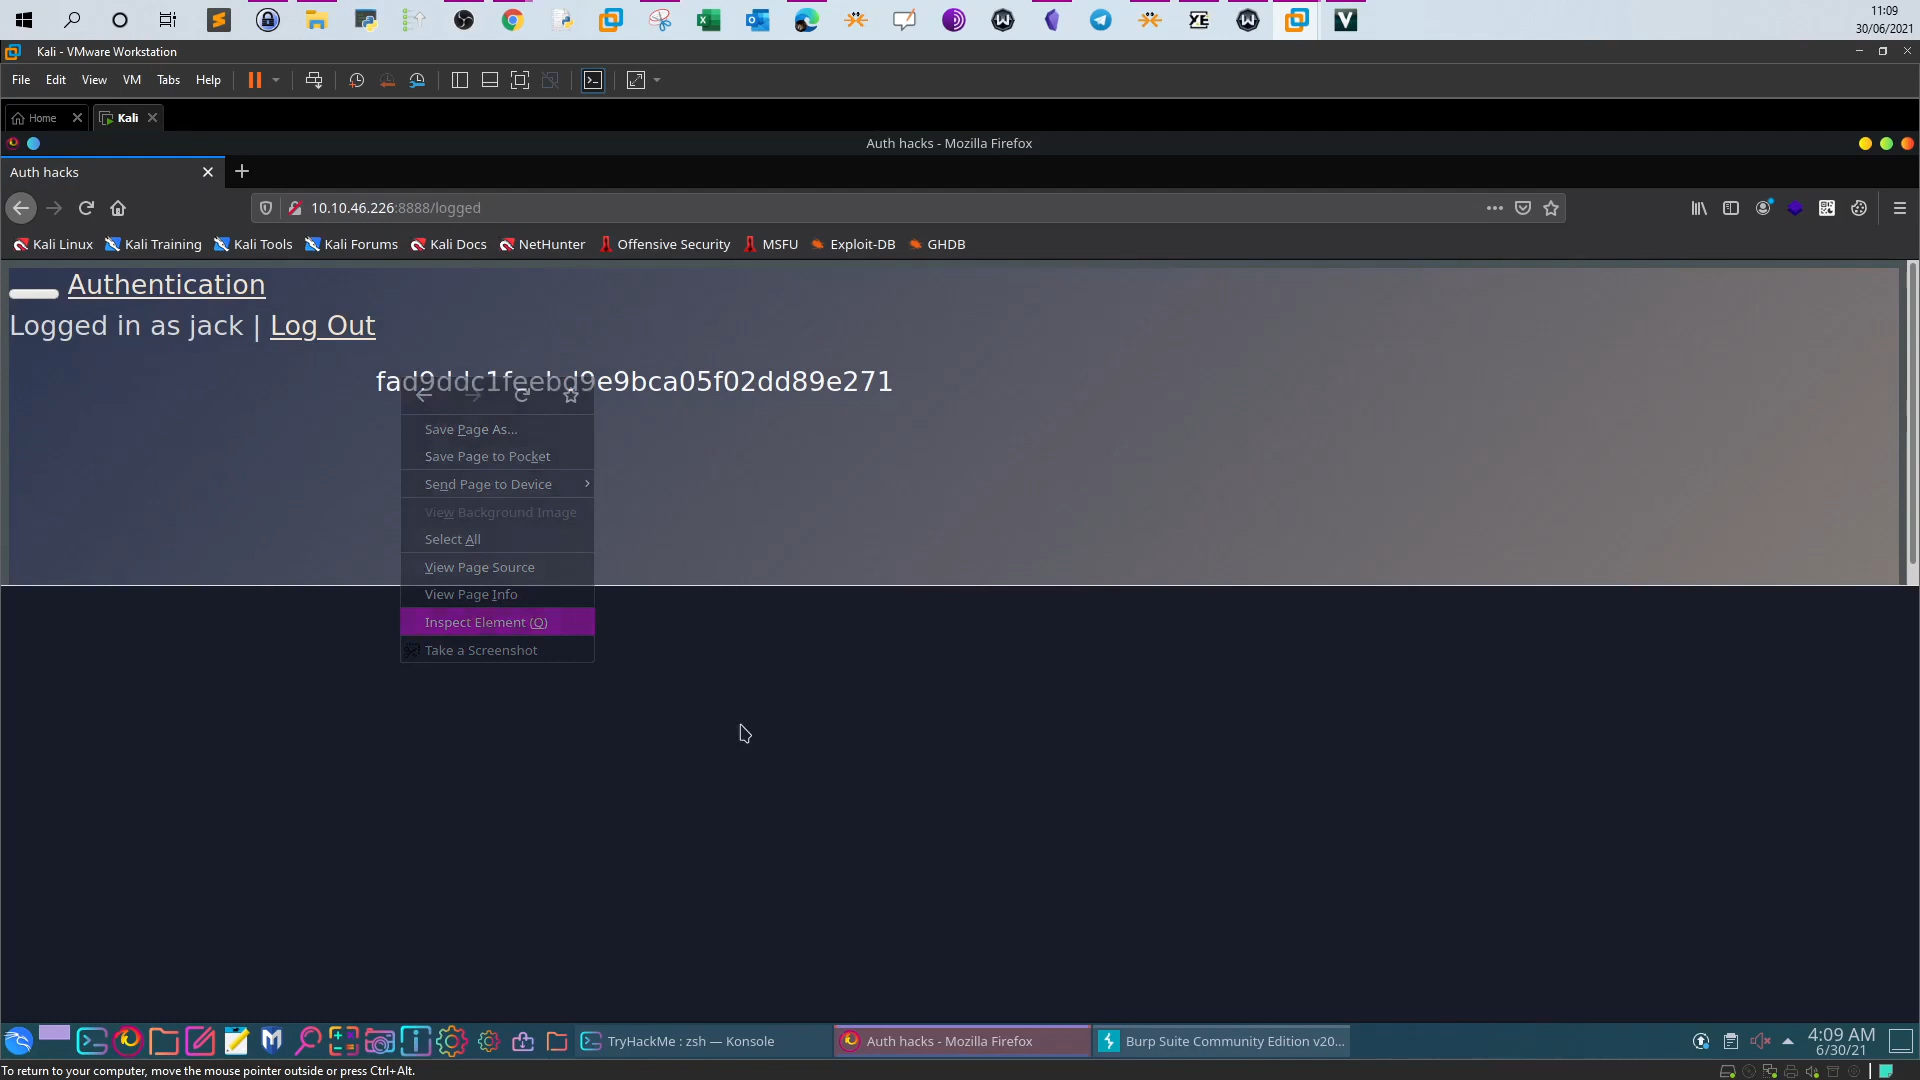 11:09
30/06/2021
Kali - VMware Workstation
File Edit View VM Tabs Help
Home Kali
Auth hacks - Mozilla Firefox
Auth hacks
10.10.46.226:8888/logged
Kali Linux Kali Training Kali Tools Kali Forums Kali Docs NetHunter Offensive Security MSFU Exploit-DB GHDB
Authentication
Logged in as jack | Log Out
fad9ddc1feebd9e9bca05f02dd89e271
Save Page As...
Save Page to Pocket
Send Page to Device
View Background Image
Select All
View Page Source
View Page Info
Inspect Element (Q)
Take a Screenshot
TryHackMe : zsh — Konsole
Auth hacks - Mozilla Firefox
Burp Suite Community Edition v20...
4:09 AM
6/30/21
To return to your computer, move the mouse pointer outside or press Ctrl+Alt.